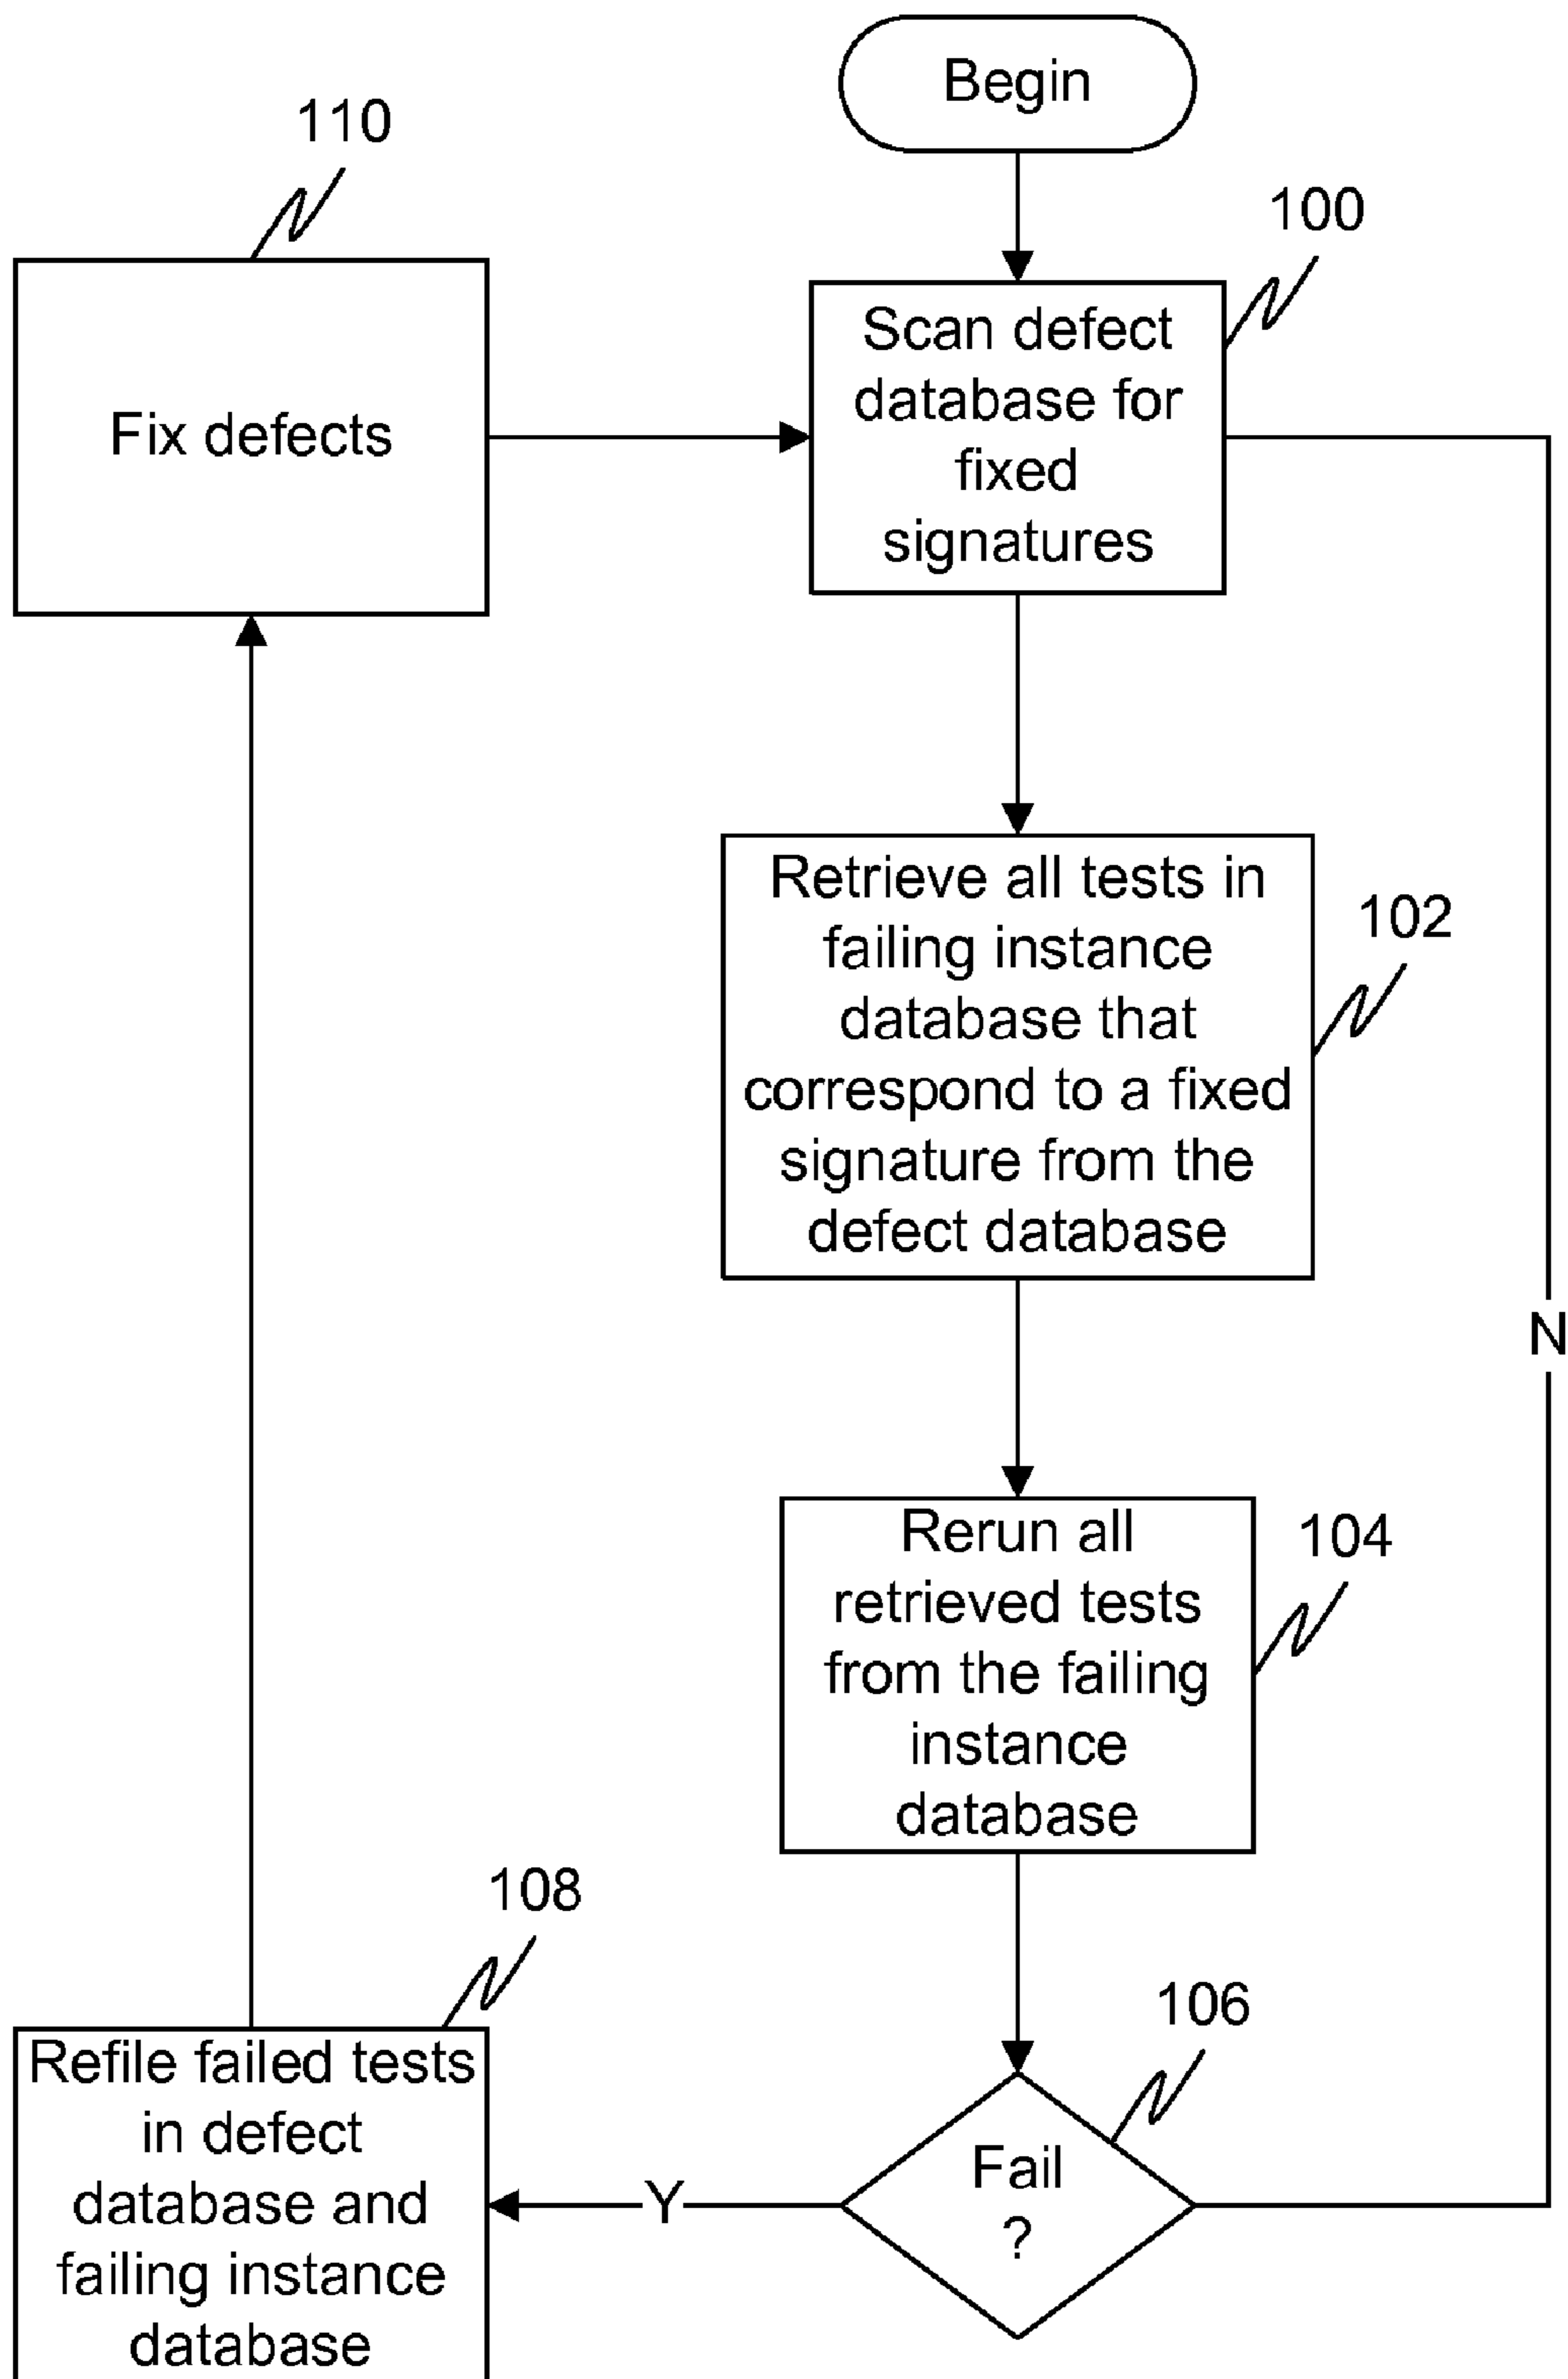 Begin
110
100
Scan defect
database for
fixed
signatures
Fix defects
Retrieve all tests in
failing instance
database that
correspond to a fixed
signature from the
defect database
102
N
Rerun all
retrieved tests
from the failing
instance
database
104
108
106
Refile failed tests
in defect
database and
failing instance
database
Y
Fail
?